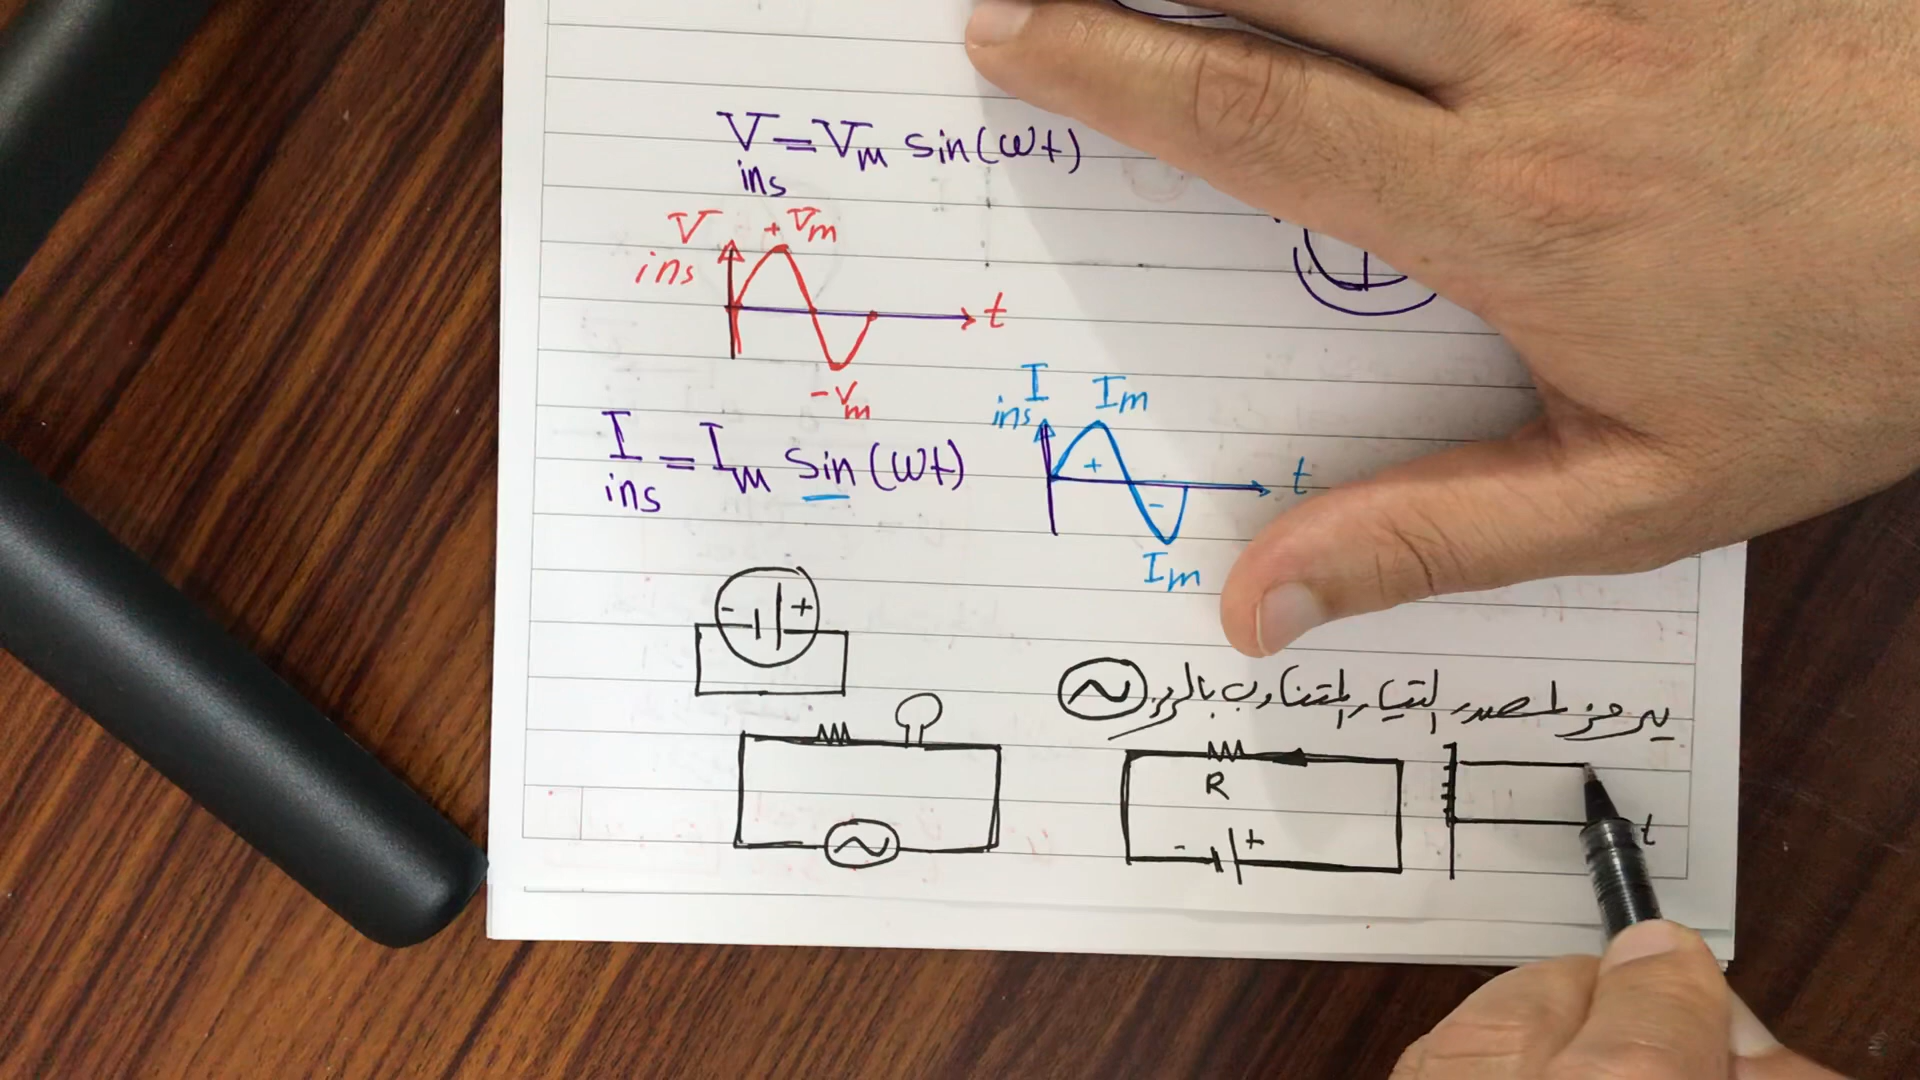 V = Vm sin(ωt)
ins
V
ins
+ Vm
t
-Vm
I = Im sin(ωt)
ins
I
ins
Im
+
-
t
Im
- +
يرمز لمصدر التيار المتناوب بالرمز
R
- +
t